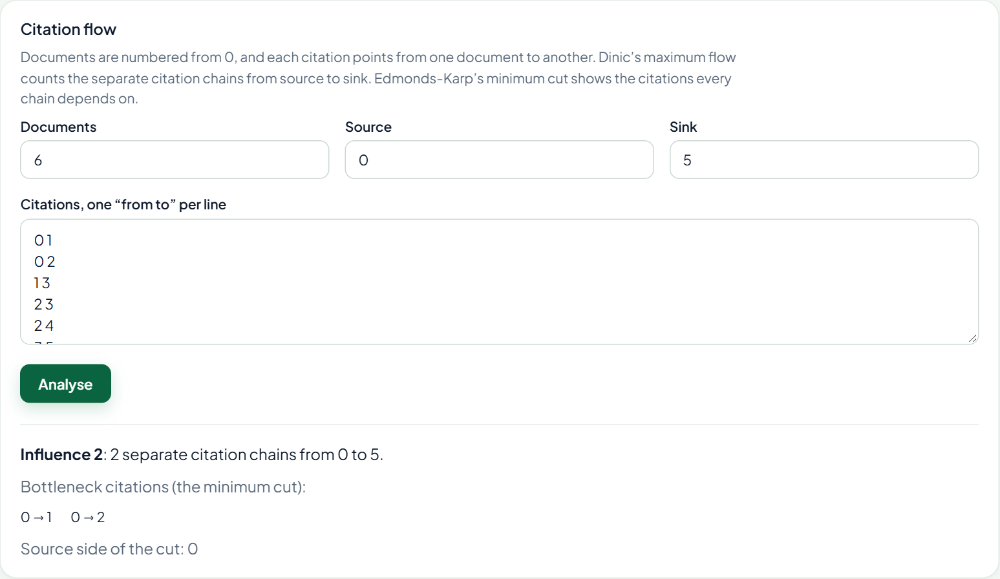 Citation flow
Documents are numbered from 0, and each citation points from one document to another. Dinic’s maximum flow
counts the separate citation chains from source to sink. Edmonds-Karp’s minimum cut shows the citations every
chain depends on.
Documents Source Sink
6 0 5
Citations, one “from to” per line
0 1
0 2
1 3
2 3
2 4
Analyse
Influence 2: 2 separate citation chains from 0 to 5.
Bottleneck citations (the minimum cut):
0→1 0→2
Source side of the cut: 0